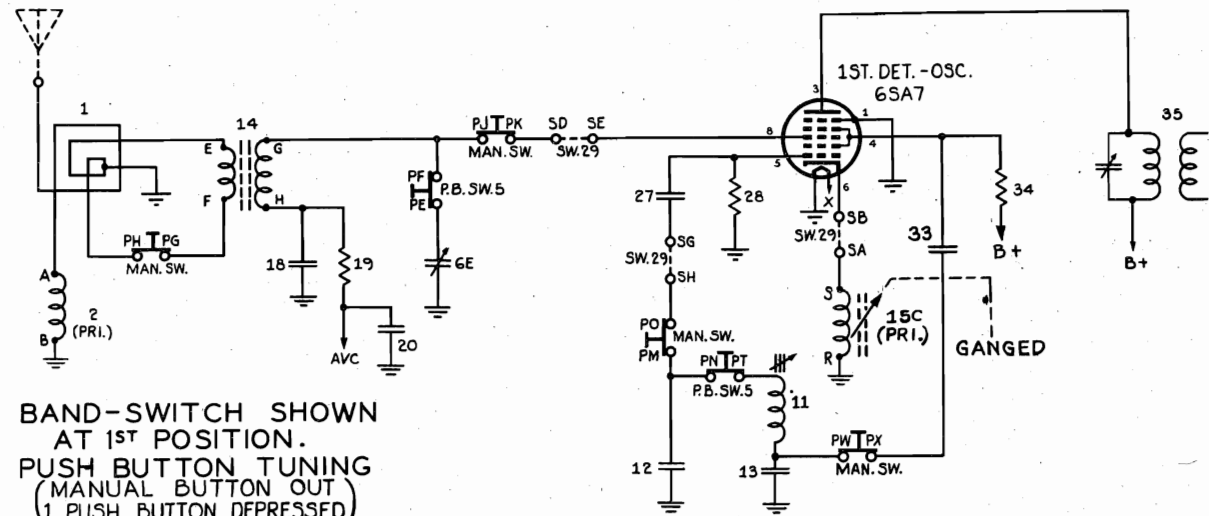 1
14
E
G
F
H
PH PG
MAN. SW.
A
2
(PRI.)
B
18
19
AVC
20
PF
P.B. SW. 5
PE
6E
PJ PK
MAN. SW.
SD SE
SW. 29
1ST. DET. - OSC.
6SA7
3
8
1
4
5
6
X
27
28
SG
SW. 29
SH
PO
MAN. SW.
PM
PN PT
P.B. SW. 5
11
12
13
PW PX
MAN. SW.
SB
SW. 29
SA
S
15C
(PRI.)
R
GANGED
33
34
B+
35
B+
BAND-SWITCH SHOWN
AT 1ST POSITION.
PUSH BUTTON TUNING
(MANUAL BUTTON OUT
1 PUSH BUTTON DEPRESSED)